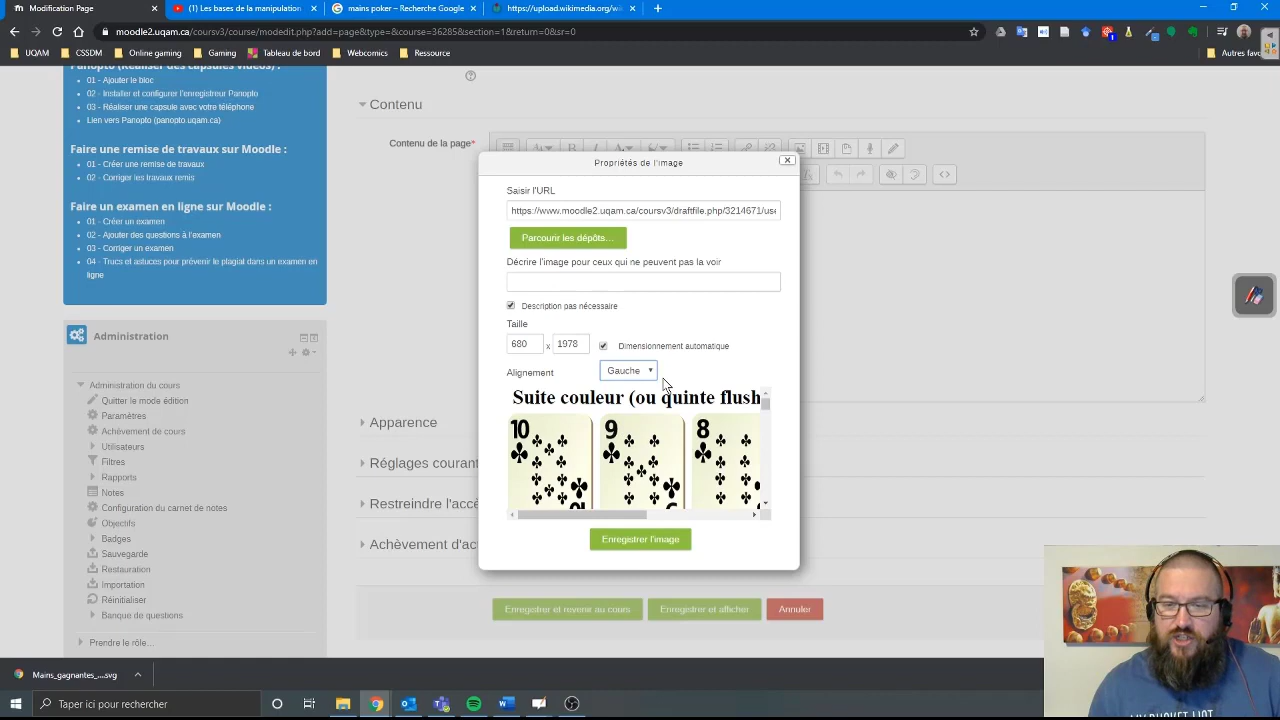 Modification Page
(1) Les bases de la manipulation
mains poker – Recherche Google
https://upload.wikimedia.org/wi
moodle2.uqam.ca/coursv3/course/modedit.php?add=page&type=&course=36285&section=1&return=0&sr=0
UQAM
CSSDM
Online gaming
Gaming
Tableau de bord
Webcomics
Ressource
Autres favo
Panopto (Réaliser des capsules vidéos) :
01 - Ajouter le bloc
02 - Installer et configurer l'enregistreur Panopto
03 - Réaliser une capsule avec votre téléphone
Lien vers Panopto (panopto.uqam.ca)
Faire une remise de travaux sur Moodle :
01 - Créer une remise de travaux
02 - Corriger les travaux remis
Faire un examen en ligne sur Moodle :
01 - Créer un examen
02 - Ajouter des questions à l'examen
03 - Corriger un examen
04 - Trucs et astuces pour prévenir le plagiat dans un examen en
ligne
Administration
Administration du cours
Quitter le mode édition
Paramètres
Achèvement de cours
Utilisateurs
Filtres
Rapports
Notes
Configuration du carnet de notes
Objectifs
Badges
Sauvegarde
Restauration
Importation
Réinitialiser
Banque de questions
Prendre le rôle…
Contenu
Contenu de la page*
Propriétés de l'image
Saisir l'URL
https://www.moodle2.uqam.ca/coursv3/draftfile.php/3214671/use
Parcourir les dépôts…
Décrire l'image pour ceux qui ne peuvent pas la voir
Description pas nécessaire
Taille
680 x 1978 Dimensionnement automatique
Alignement Gauche
Suite couleur (ou quinte flush
10 9 8
Enregistrer l'image
Apparence
Réglages courant
Restreindre l'accè
Achèvement d'ac
Enregistrer et revenir au cours
Enregistrer et afficher
Annuler
Mains_gagnantes_....svg
Taper ici pour rechercher